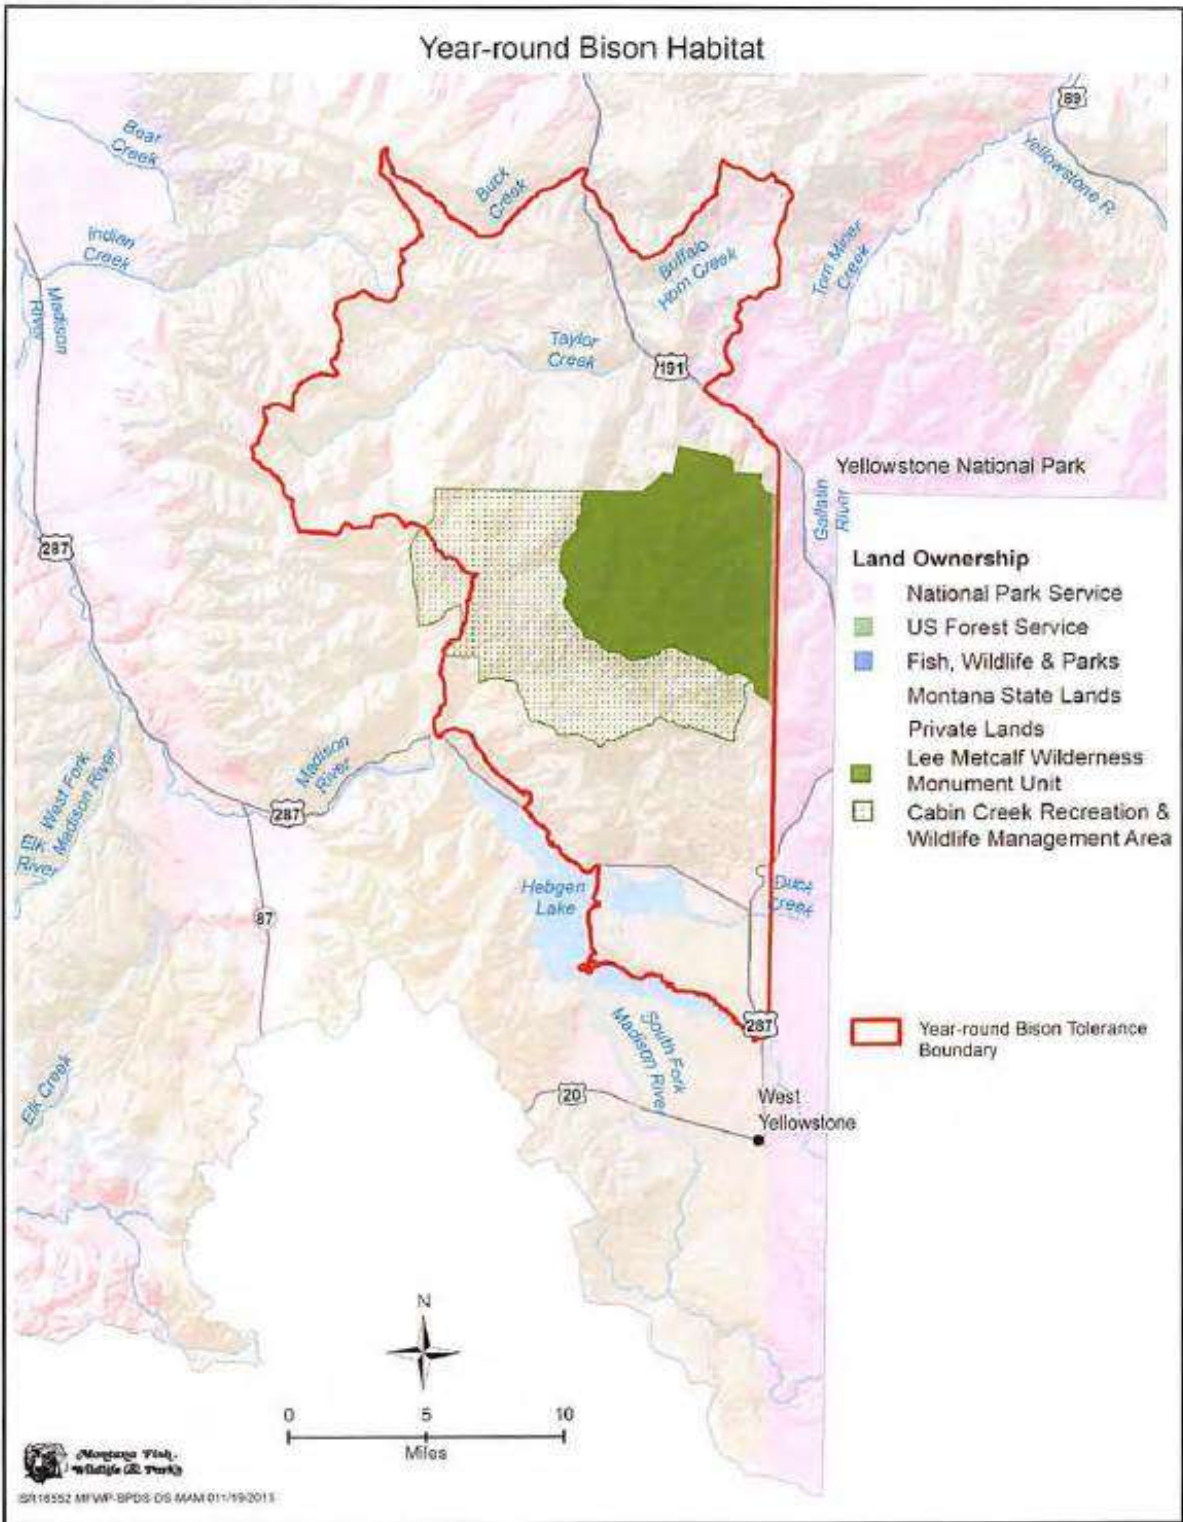 Year-round Bison Habitat
89
Bear
Creek
Buck
Creek
Yellowstone R.
Indian
Creek
Buffalo
Horn Creek
Tom Miner
Creek
Madison
River
Taylor
Creek
191
Yellowstone National Park
Gallatin
River
287
Land Ownership
National Park Service
US Forest Service
Fish, Wildlife & Parks
Montana State Lands
Private Lands
Lee Metcalf Wilderness
Monument Unit
Cabin Creek Recreation &
Wildlife Management Area
West Fork
Madison River
Madison
River
287
Elk
River
Hebgen
Lake
Duck
Creek
87
287
Year-round Bison Tolerance
Boundary
South Fork
Madison River
Elk Creek
20
West
Yellowstone
N
0 5 10
Miles
Montana Fish,
Wildlife & Parks